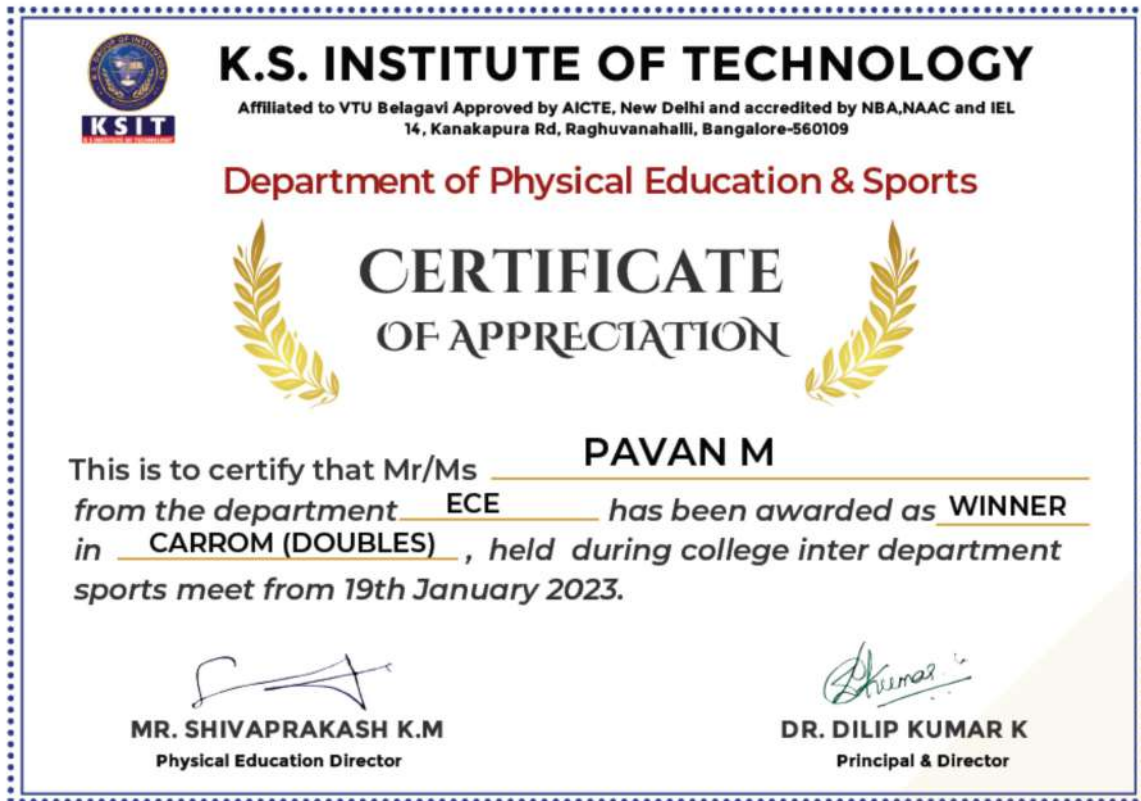 K.S. INSTITUTE OF TECHNOLOGY
Affiliated to VTU Belagavi Approved by AICTE, New Delhi and accredited by NBA,NAAC and IEL
14, Kanakapura Rd, Raghuvanahalli, Bangalore-560109
KSIT
K S INSTITUTE OF TECHNOLOGY
Department of Physical Education & Sports
CERTIFICATE
OF APPRECIATION
This is to certify that Mr/Ms PAVAN M
from the department ECE has been awarded as WINNER
in CARROM (DOUBLES) , held during college inter department
sports meet from 19th January 2023.
MR. SHIVAPRAKASH K.M
Physical Education Director
DR. DILIP KUMAR K
Principal & Director